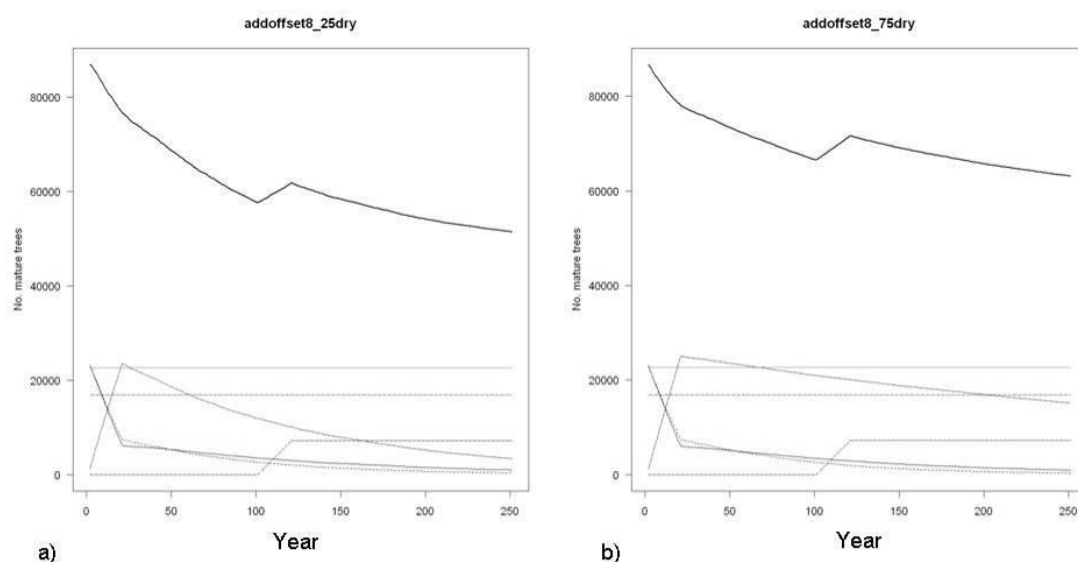 addoffset8_25dry
No. mature trees
80000
60000
40000
20000
0
0 50 100 150 200 250
Year
a)
addoffset8_75dry
No. mature trees
80000
60000
40000
20000
0
0 50 100 150 200 250
Year
b)